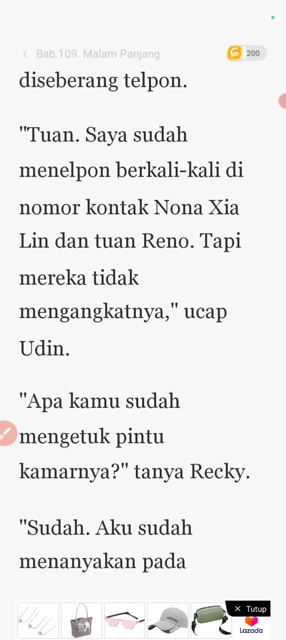 Bab.109. Malam Panjang
200
diseberang telpon.
"Tuan. Saya sudah
menelpon berkali-kali di
nomor kontak Nona Xia
Lin dan tuan Reno. Tapi
mereka tidak
mengangkatnya," ucap
Udin.
"Apa kamu sudah
mengetuk pintu
kamarnya?" tanya Recky.
"Sudah. Aku sudah
menanyakan pada
Tutup
Lazada